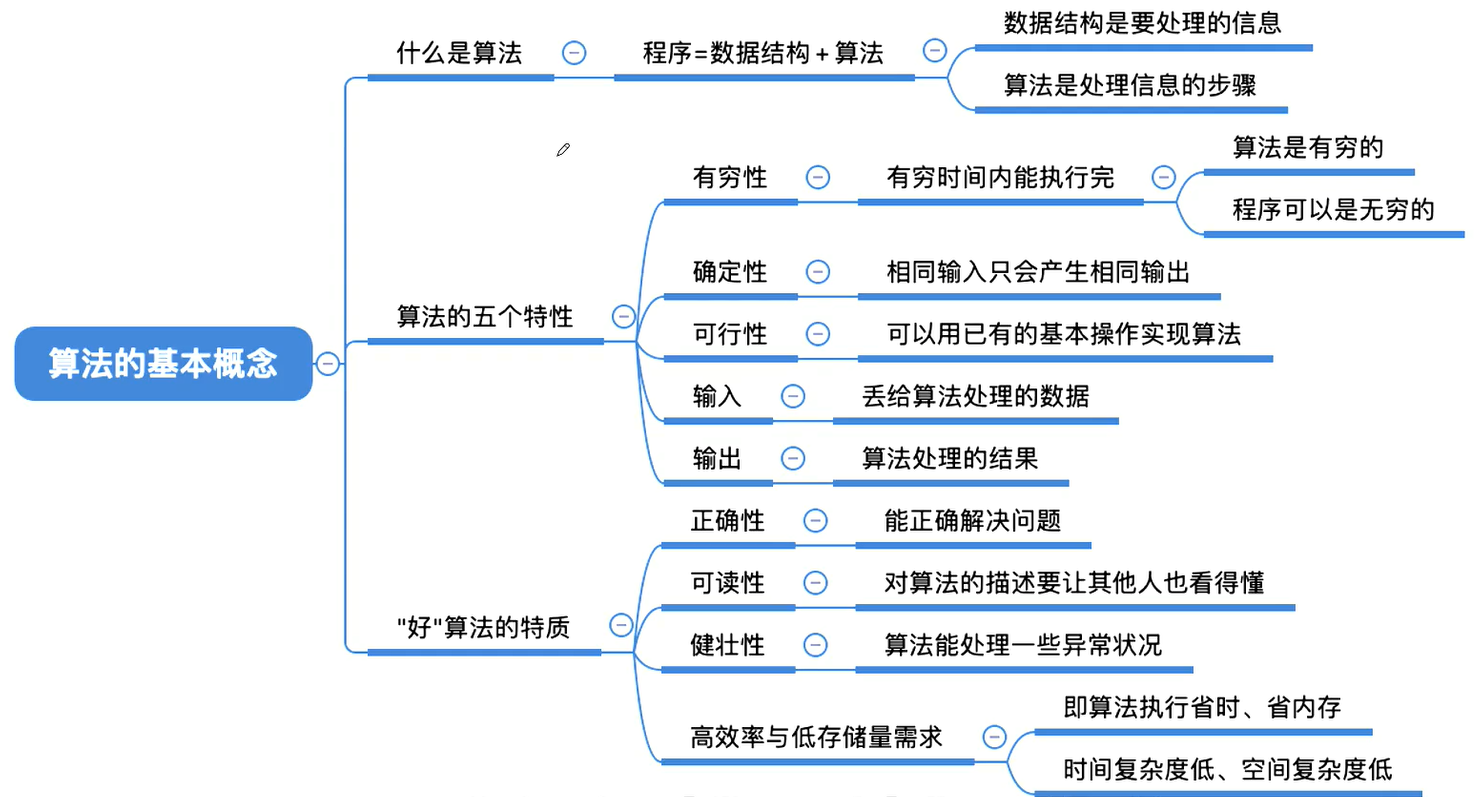 算法的基本概念
什么是算法
程序=数据结构+算法
数据结构是要处理的信息
算法是处理信息的步骤
算法的五个特性
有穷性
有穷时间内能执行完
算法是有穷的
程序可以是无穷的
确定性
相同输入只会产生相同输出
可行性
可以用已有的基本操作实现算法
输入
丢给算法处理的数据
输出
算法处理的结果
"好"算法的特质
正确性
能正确解决问题
可读性
对算法的描述要让其他人也看得懂
健壮性
算法能处理一些异常状况
高效率与低存储量需求
即算法执行省时、省内存
时间复杂度低、空间复杂度低